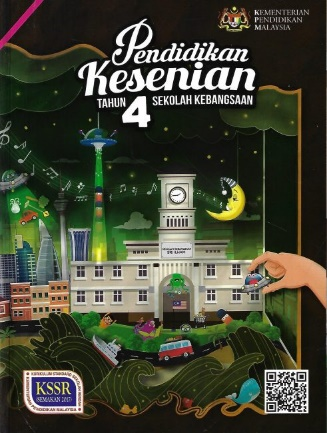 KEMENTERIAN
PENDIDIKAN
MALAYSIA
Pendidikan
Kesenian
TAHUN 4 SEKOLAH KEBANGSAAN
KSSR
SEMAKAN 2017